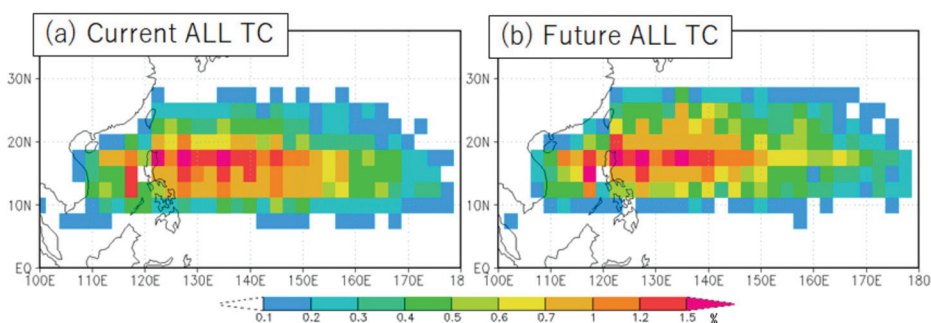 (a) Current ALL TC
(b) Future ALL TC
30N
20N
10N
EQ
100E 110E 120E 130E 140E 150E 160E 170E 180
30N
20N
10N
EQ
100E 110E 120E 130E 140E 150E 160E 170E 180
0.1 0.2 0.3 0.4 0.5 0.6 0.7 1 1.2 1.5 %